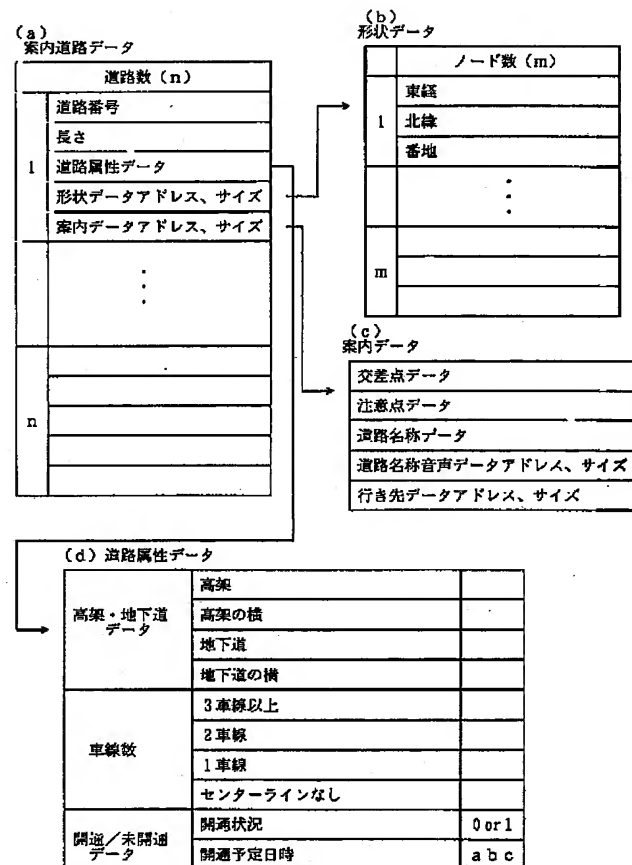 (a)
案内道路データ
道路数(n)
1
道路番号
長さ
道路属性データ
形状データアドレス、サイズ
案内データアドレス、サイズ
n
(b)
形状データ
ノード数(m)
1
東経
北緯
番地
m
(c)
案内データ
交差点データ
注意点データ
道路名称データ
道路名称音声データアドレス、サイズ
行き先データアドレス、サイズ
(d)道路属性データ
高架・地下道
データ
高架
高架の横
地下道
地下道の横
車線数
3車線以上
2車線
1車線
センターラインなし
開通/未開通
データ
開通状況 0or1
開通予定日時 abc